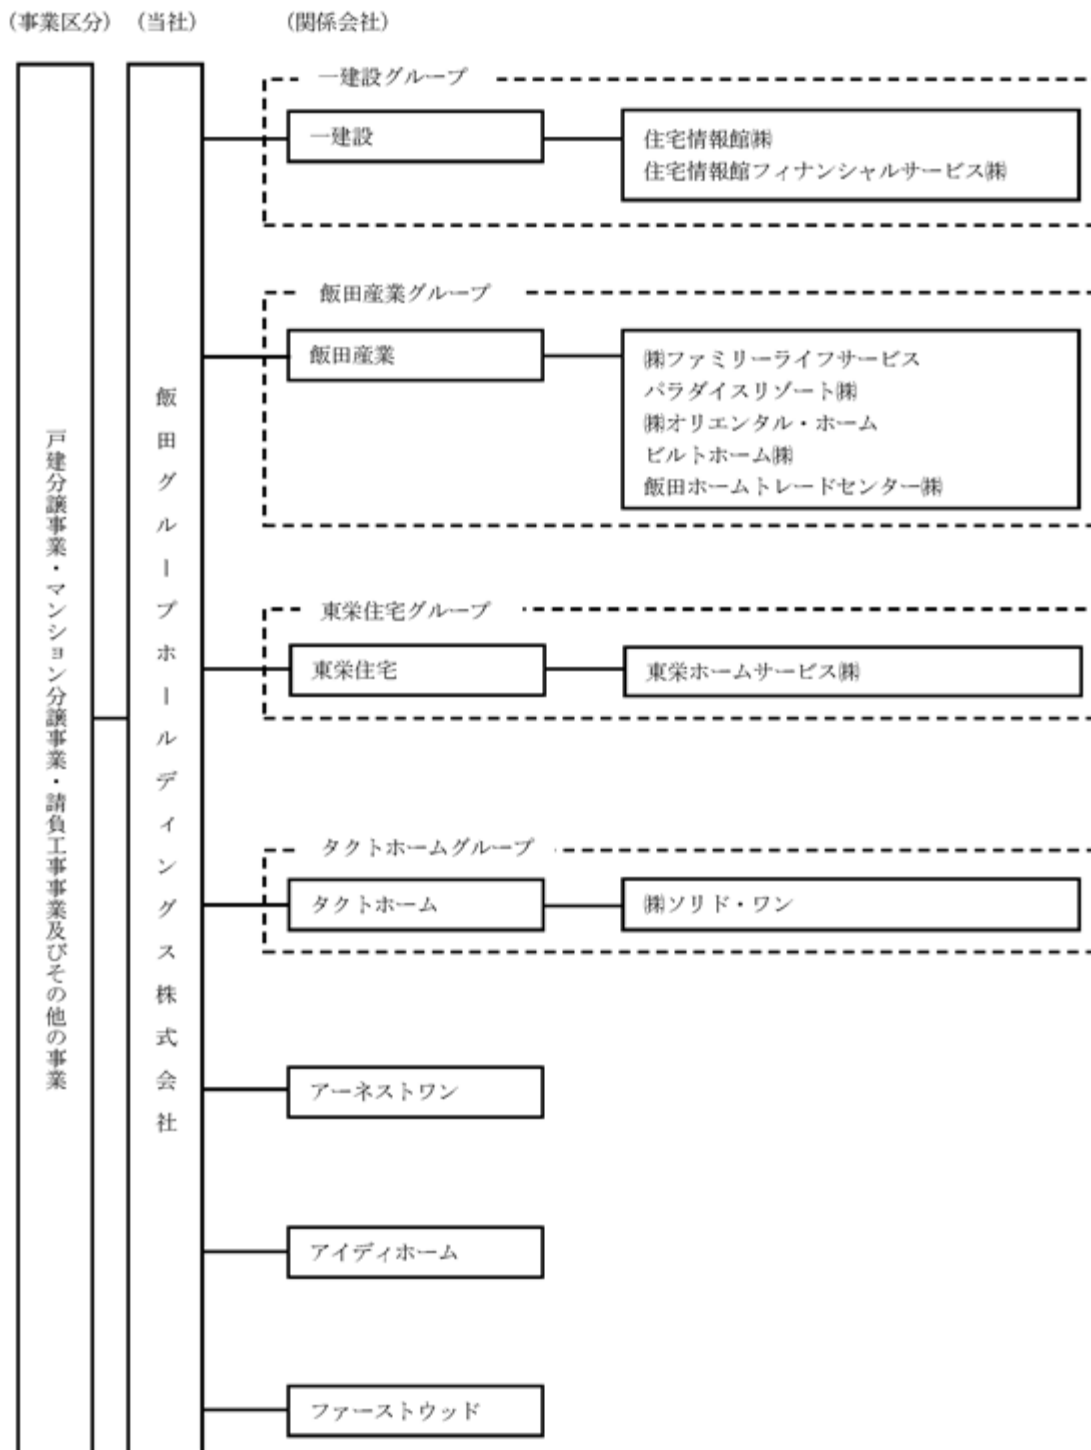 (事業区分)
(当社)
(関係会社)
戸建分譲事業・マンション分譲事業・請負工事事業及びその他の事業
飯田グループホールディングス株式会社
一建設グループ
一建設
住宅情報館㈱
住宅情報館フィナンシャルサービス㈱
飯田産業グループ
飯田産業
㈱ファミリーライフサービス
パラダイスリゾート㈱
㈱オリエンタル・ホーム
ビルトホーム㈱
飯田ホームトレードセンター㈱
東栄住宅グループ
東栄住宅
東栄ホームサービス㈱
タクトホームグループ
タクトホーム
㈱ソリド・ワン
アーネストワン
アイディホーム
ファーストウッド